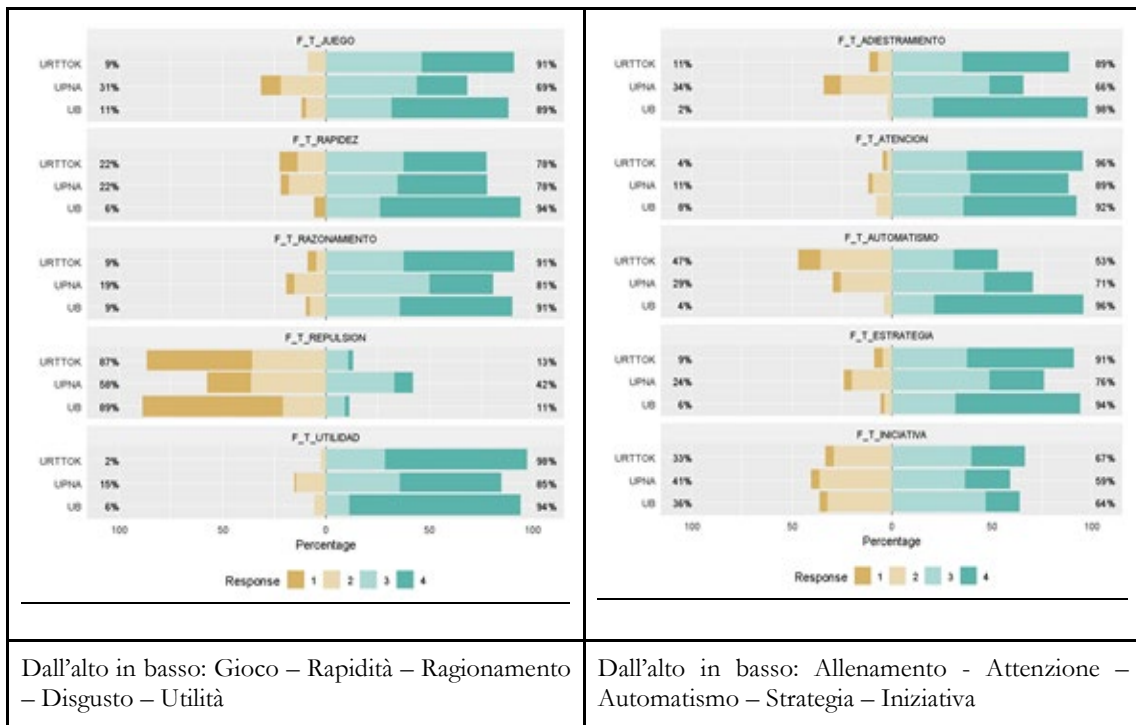 F_T_JUEGO
URTTOK 9% 91%
UPNA 31% 69%
UB 11% 89%
F_T_RAPIDEZ
URTTOK 22% 78%
UPNA 22% 78%
UB 6% 94%
F_T_RAZONAMIENTO
URTTOK 9% 91%
UPNA 19% 81%
UB 9% 91%
F_T_REPULSION
URTTOK 87% 13%
UPNA 58% 42%
UB 89% 11%
F_T_UTILIDAD
URTTOK 2% 98%
UPNA 15% 85%
UB 6% 94%
100 50 0 50 100
Percentage
Response 1 2 3 4
Dall'alto in basso: Gioco – Rapidità – Ragionamento
– Disgusto – Utilità
F_T_ADIESTRAMIENTO
URTTOK 11% 89%
UPNA 34% 66%
UB 2% 98%
F_T_ATENCION
URTTOK 4% 96%
UPNA 11% 89%
UB 8% 92%
F_T_AUTOMATISMO
URTTOK 47% 53%
UPNA 29% 71%
UB 4% 96%
F_T_ESTRATEGIA
URTTOK 9% 91%
UPNA 24% 76%
UB 6% 94%
F_T_INICIATIVA
URTTOK 33% 67%
UPNA 41% 59%
UB 36% 64%
100 50 0 50 100
Percentage
Response 1 2 3 4
Dall'alto in basso: Allenamento - Attenzione –
Automatismo – Strategia – Iniziativa